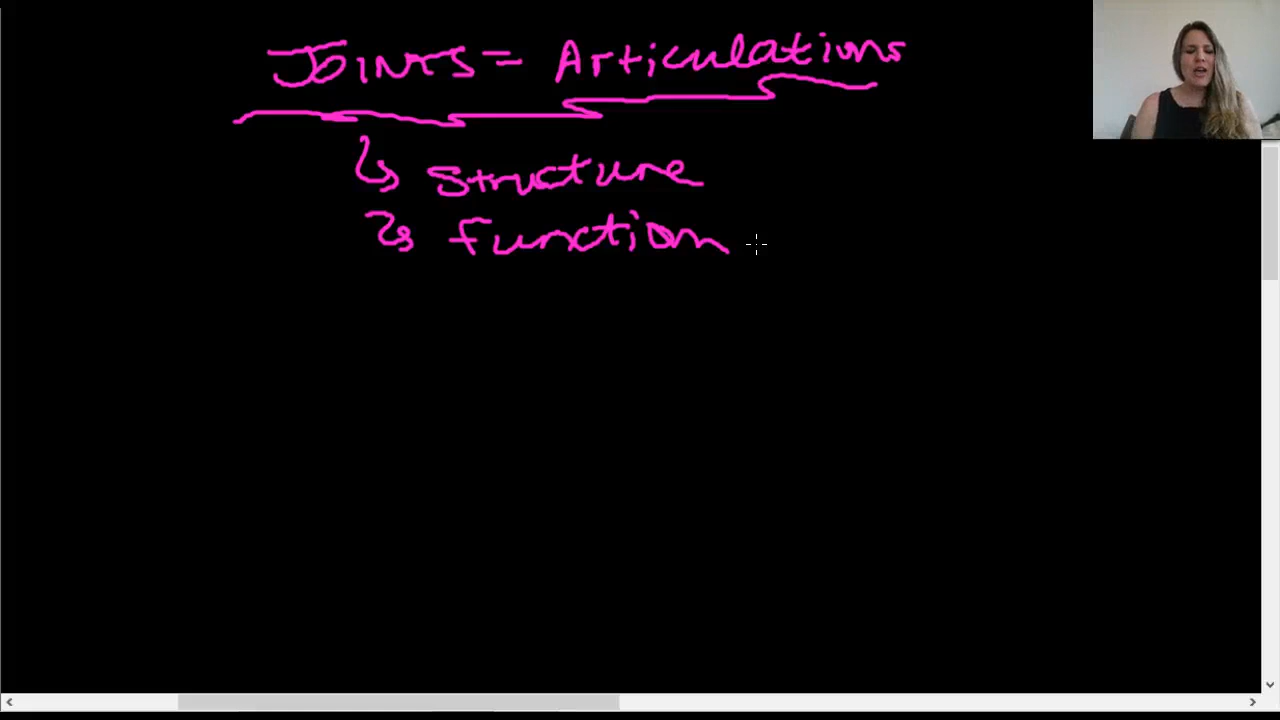 JOINTS = Articulations
↳ Structure
↳ function